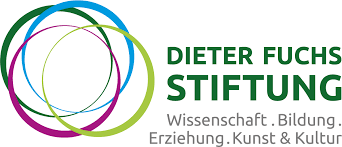 DIETER FUCHS
STIFTUNG
Wissenschaft . Bildung .
Erziehung . Kunst & Kultur